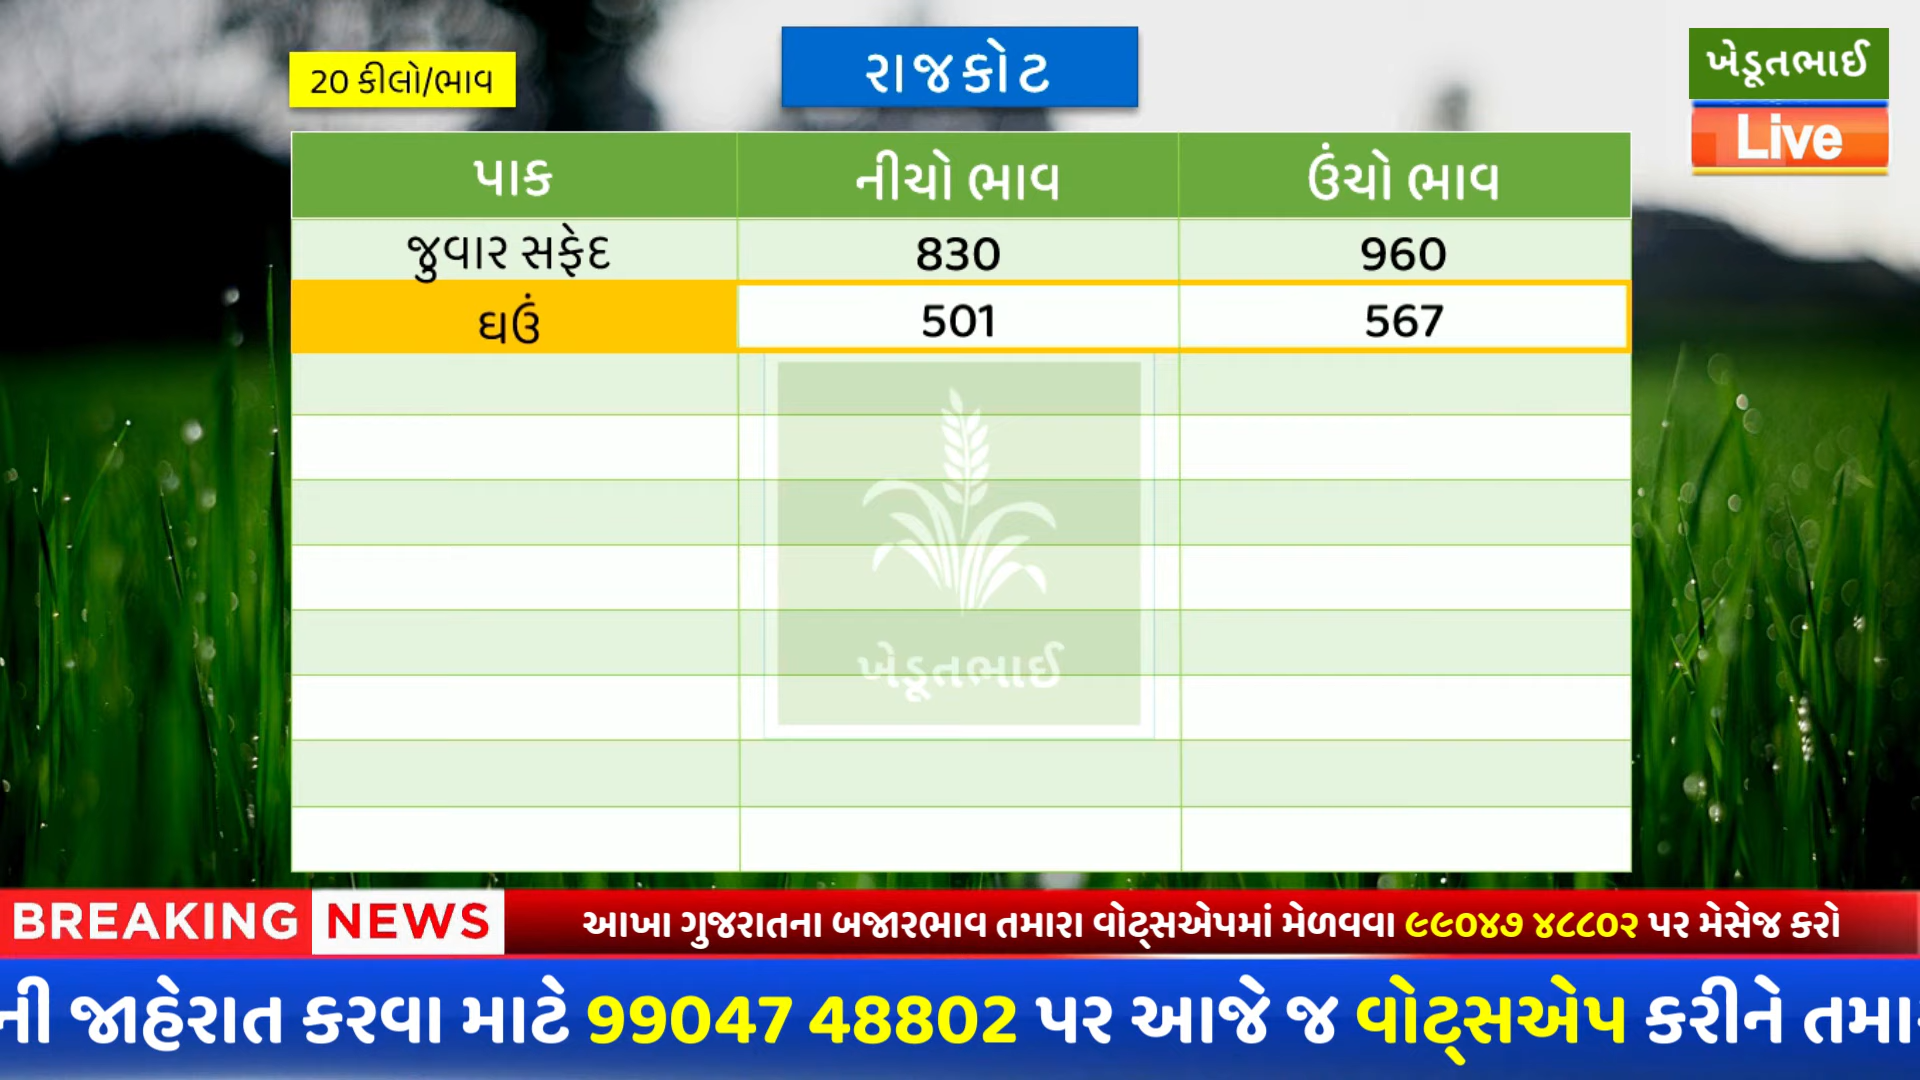 20 કીલો/ભાવ
રાજકોટ
ખેડૂતભાઈ
Live
પાક નીચો ભાવ ઉંચો ભાવ
જુવાર સફેદ 830 960
ઘઉં 501 567
ખેડૂતભાઈ
BREAKING NEWS આખા ગુજરાતના બજારભાવ તમારા વોટ્સએપમાં મેળવવા ૯૯૦૪૭ ૪૮૮૦૨ પર મેસેજ કરો
ની જાહેરાત કરવા માટે 99047 48802 પર આજે જ વોટ્સએપ કરીને